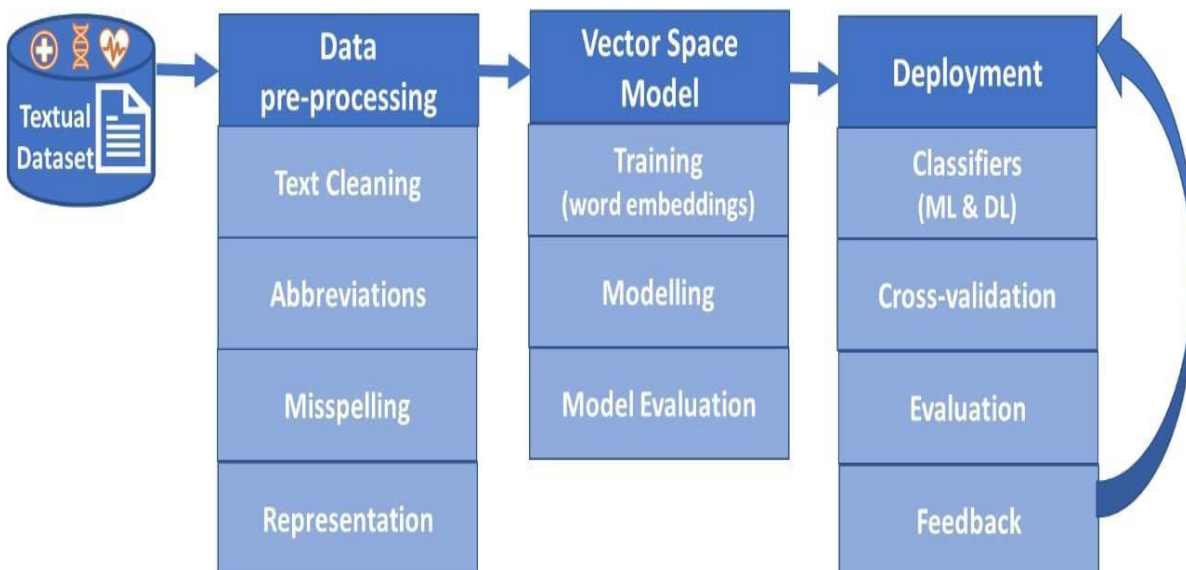 Textual
Dataset
Data
pre-processing
Text Cleaning
Abbreviations
Misspelling
Representation
Vector Space
Model
Training
(word embeddings)
Modelling
Model Evaluation
Deployment
Classifiers
(ML & DL)
Cross-validation
Evaluation
Feedback